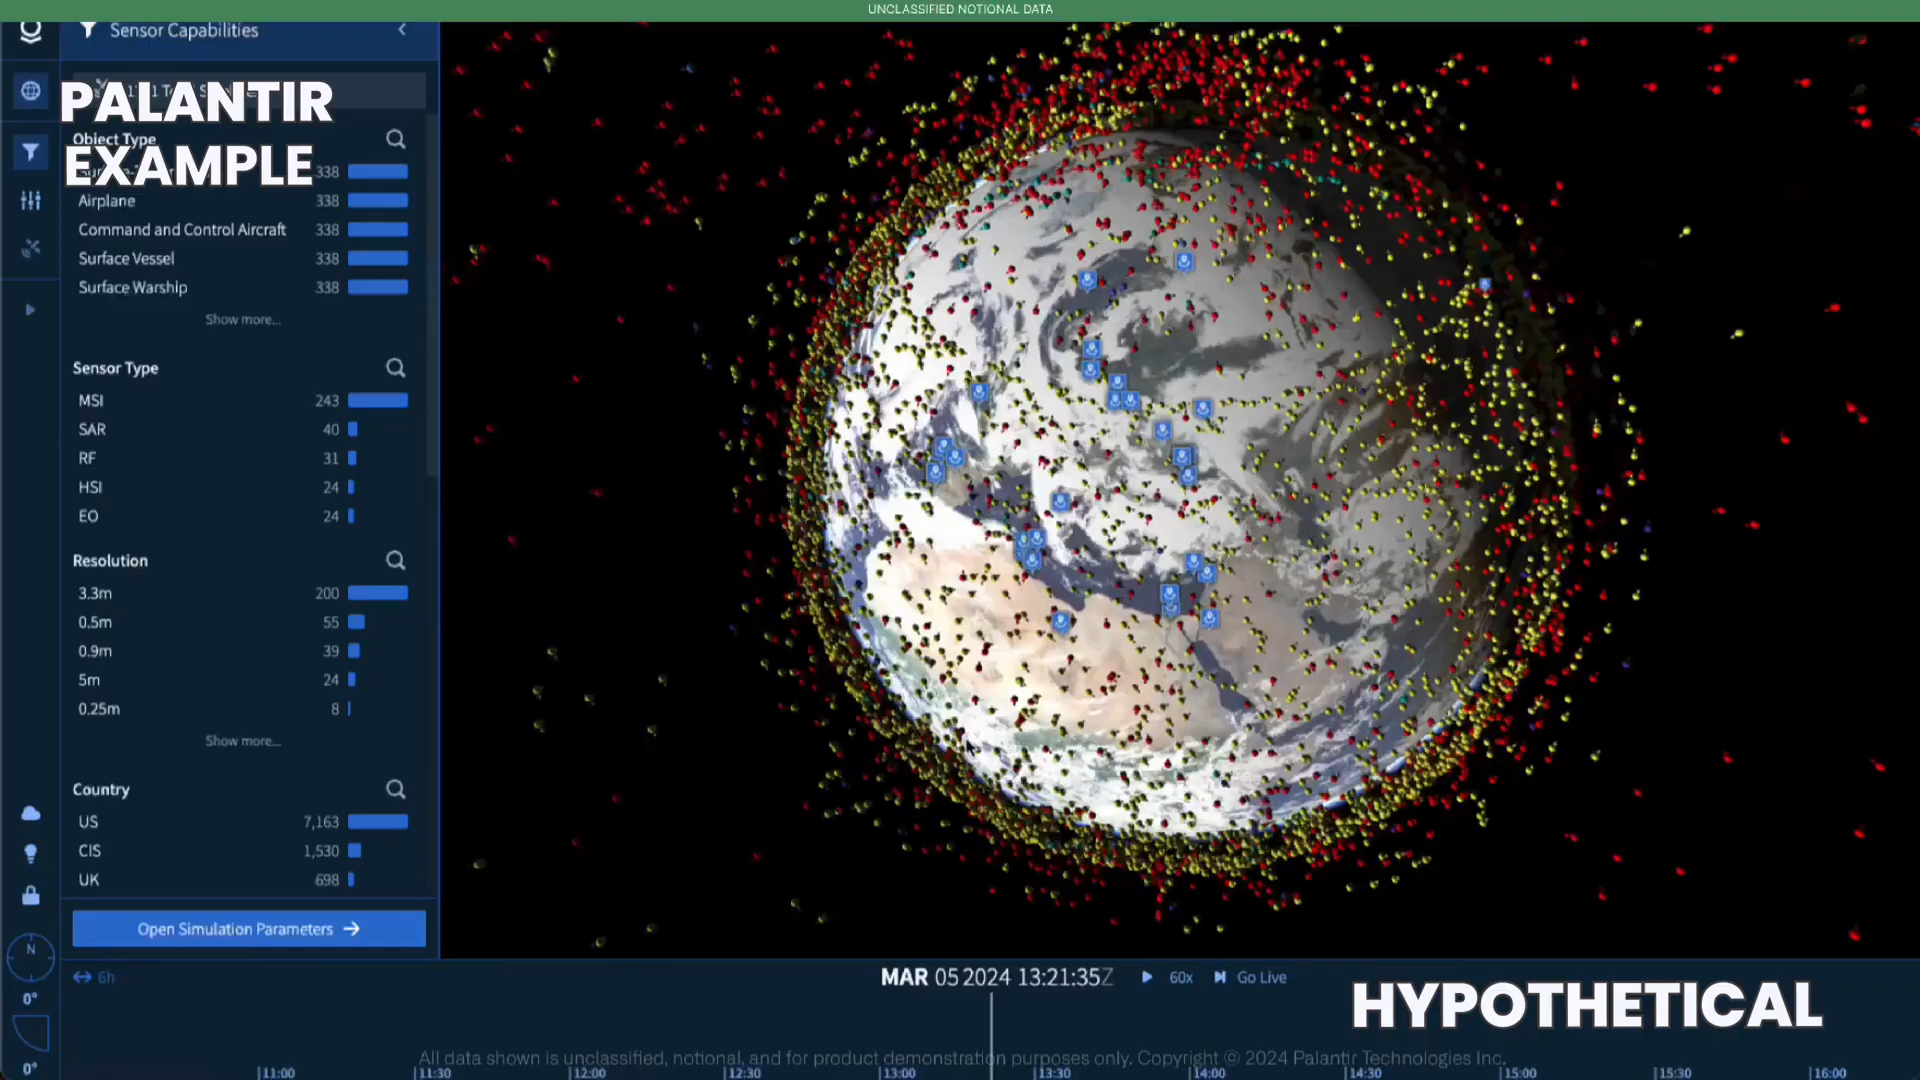 UNCLASSIFIED NOTIONAL DATA
Sensor Capabilities
PALANTIR
EXAMPLE
Object Type
338
Airplane 338
Command and Control Aircraft 338
Surface Vessel 338
Surface Warship 338
Show more...
Sensor Type
MSI 243
SAR 40
RF 31
HSI 24
EO 24
Resolution
3.3m 200
0.5m 55
0.9m 39
5m 24
0.25m 8
Show more...
Country
US 7,163
CIS 1,530
UK 698
Open Simulation Parameters →
N
0°
0°
6h
MAR 05 2024 13:21:35Z
60x
Go Live
HYPOTHETICAL
All data shown is unclassified, notional, and for product demonstration purposes only. Copyright © 2024 Palantir Technologies Inc.
11:00 11:30 12:00 12:30 13:00 13:30 14:00 14:30 15:00 15:30 16:00